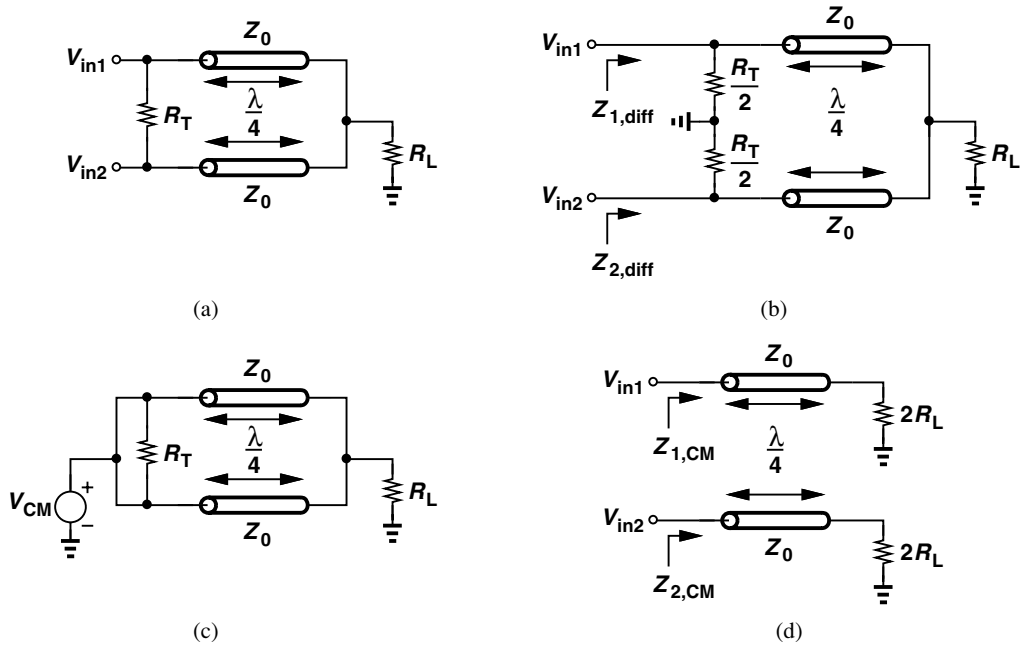 Z0
Vin1
λ/4
RT
RL
Vin2
Z0
(a)
Z0
Vin1
RT/2
Z1,diff
λ/4
RT/2
RL
Vin2
Z0
Z2,diff
(b)
Z0
RT
λ/4
VCM
+
−
RL
Z0
(c)
Z0
Vin1
2RL
Z1,CM
λ/4
Vin2
Z0
2RL
Z2,CM
(d)